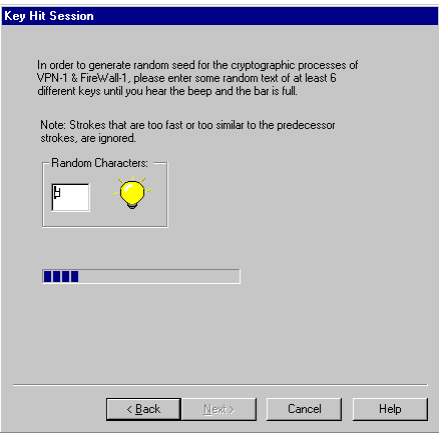 Key Hit Session
In order to generate random seed for the cryptographic processes of
VPN-1 & FireWall-1, please enter some random text of at least 6
different keys until you hear the beep and the bar is full.
Note: Strokes that are too fast or too similar to the predecessor
strokes, are ignored.
Random Characters:
< Back
Next >
Cancel
Help